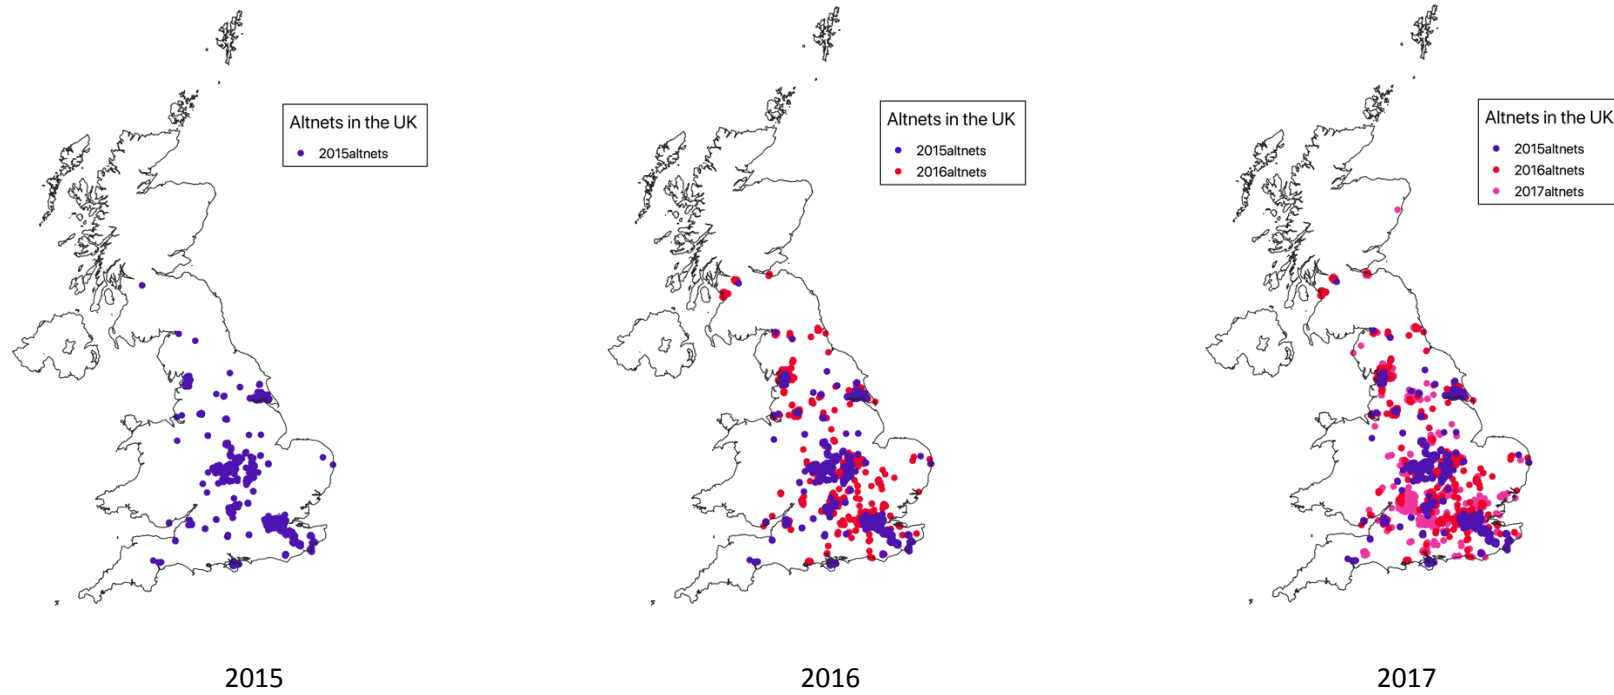 Altnets in the UK
2015altnets
Altnets in the UK
2015altnets
2016altnets
Altnets in the UK
2015altnets
2016altnets
2017altnets
2015
2016
2017